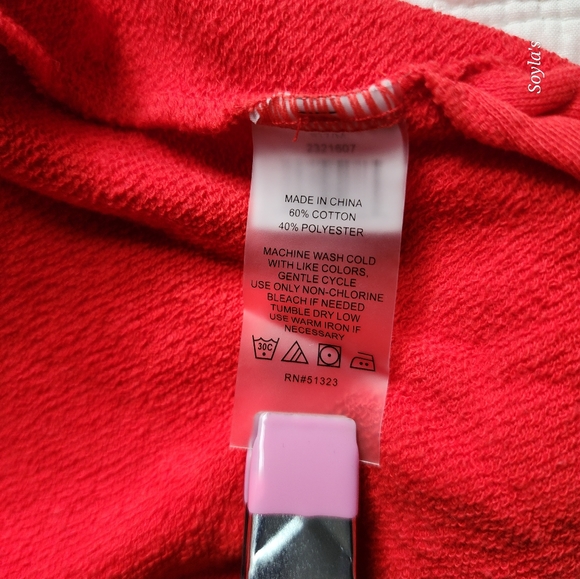 2321607
MADE IN CHINA
60% COTTON
40% POLYESTER
MACHINE WASH COLD
WITH LIKE COLORS,
GENTLE CYCLE
USE ONLY NON-CHLORINE
BLEACH IF NEEDED
TUMBLE DRY LOW
USE WARM IRON IF
NECESSARY
30C
RN#51323
Soyla's